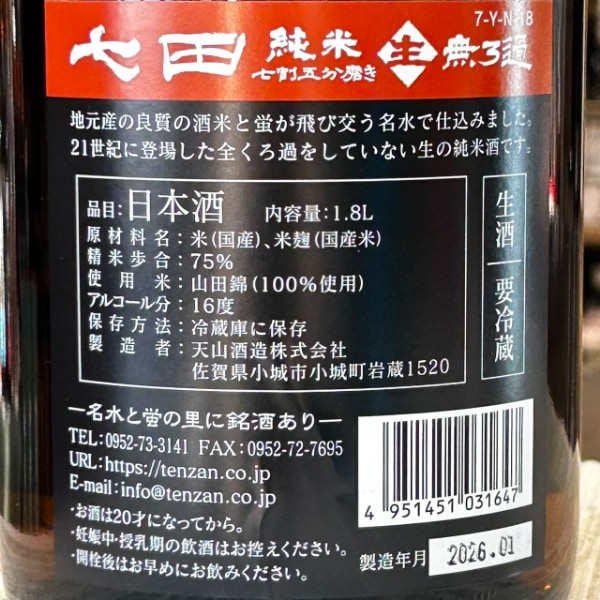 7-Y-N-18
七田 純米 生 無ろ過
七割五分磨き
地元産の良質の酒米と蛍が飛び交う名水で仕込みました。
21世紀に登場した全くろ過をしていない生の純米酒です。
品目:日本酒 内容量:1.8L
原材料名:米(国産)、米麹(国産米)
精米歩合:75%
使用米:山田錦(100%使用)
アルコール分:16度
保存方法:冷蔵庫に保存
製造者:天山酒造株式会社
佐賀県小城市小城町岩蔵1520
生酒 要冷蔵
―名水と蛍の里に銘酒あり―
TEL:0952-73-3141 FAX:0952-72-7695
URL:https://tenzan.co.jp
E-mail:info@tenzan.co.jp
・お酒は20才になってから。
・妊娠中・授乳期の飲酒はお控えください。
・開栓後はお早めにお飲みください。
4 951451 031647
製造年月 2026.01